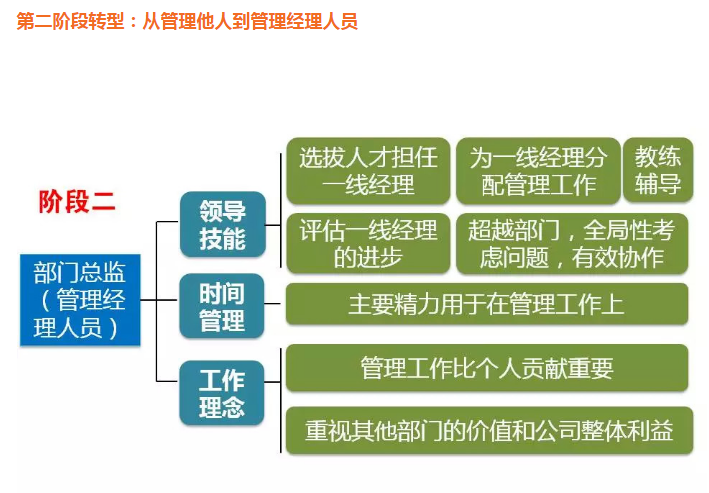 第二阶段转型：从管理他人到管理经理人员
阶段二
部门总监
（管理经
理人员）
领导
技能
选拔人才担任
一线经理
为一线经理分
配管理工作
教练
辅导
评估一线经理
的进步
超越部门，全局性考
虑问题，有效协作
时间
管理
主要精力用于在管理工作上
工作
理念
管理工作比个人贡献重要
重视其他部门的价值和公司整体利益